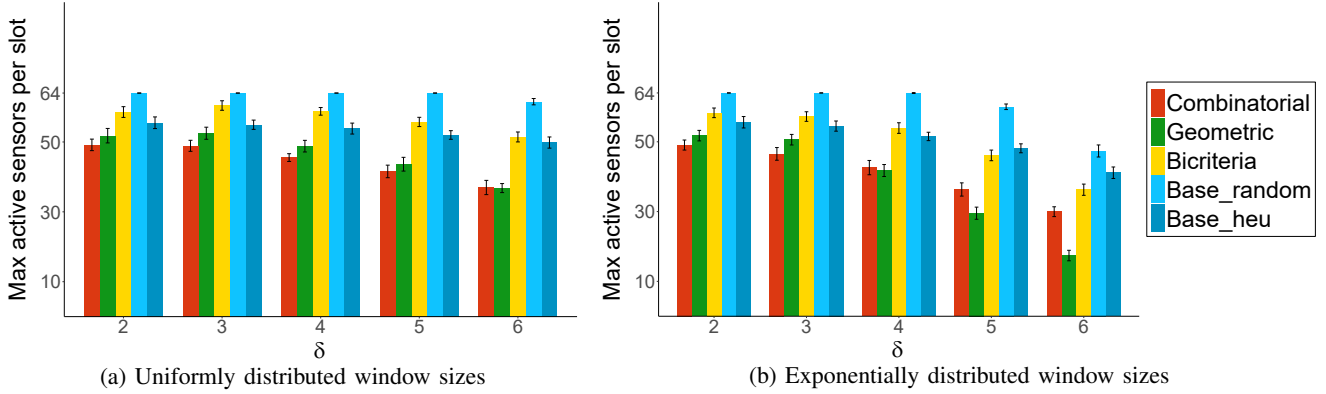 Max active sensors per slot
64
50
30
10
2 3 4 5 6
δ
(a) Uniformly distributed window sizes
Max active sensors per slot
64
50
30
10
2 3 4 5 6
δ
(b) Exponentially distributed window sizes
Combinatorial
Geometric
Bicriteria
Base_random
Base_heu